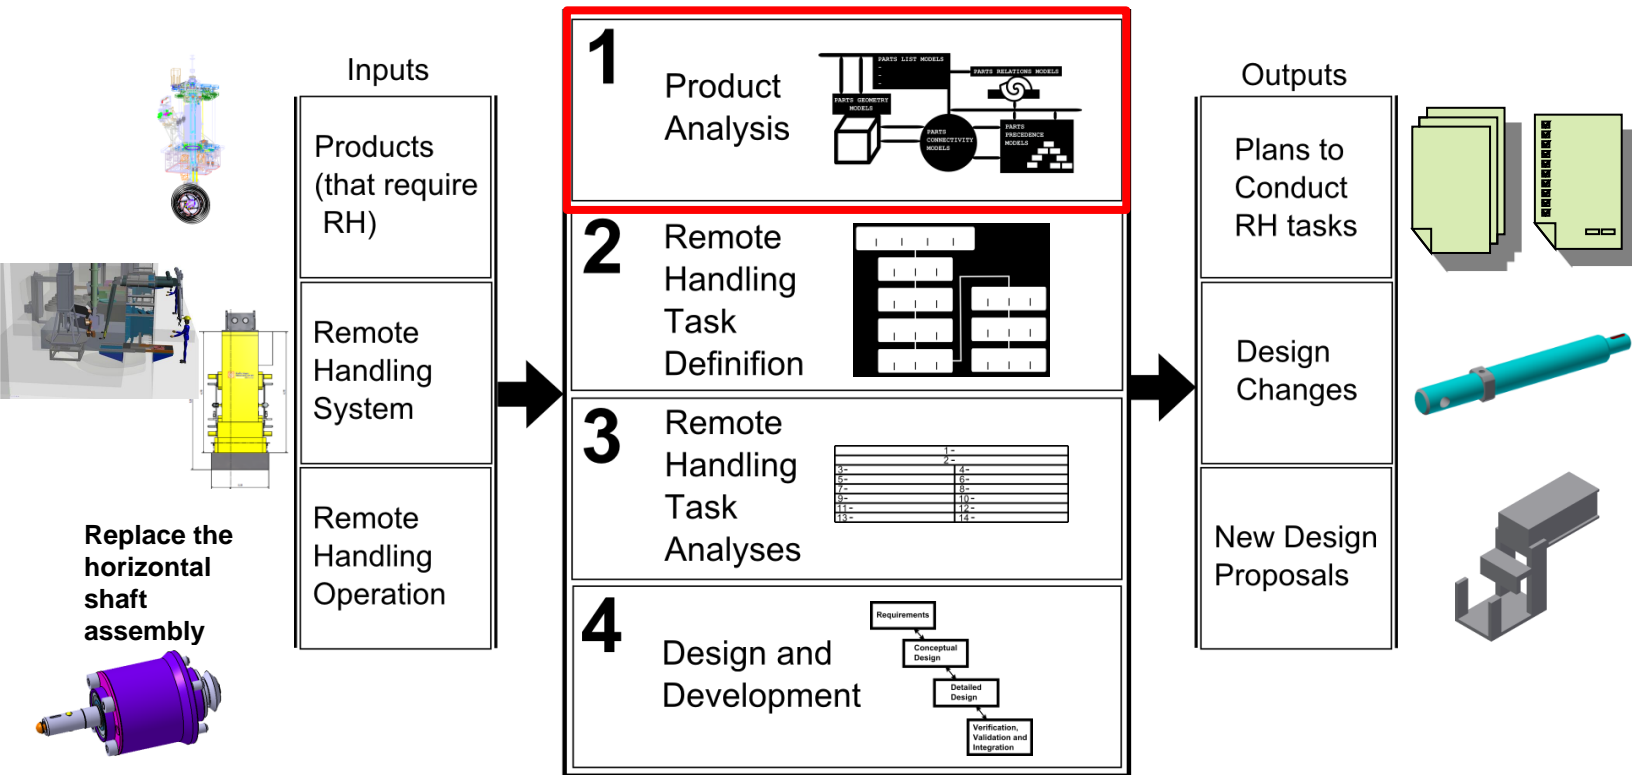 Inputs
Products
(that require
RH)
Remote
Handling
System
Remote
Handling
Operation
Replace the
horizontal
shaft
assembly
1
Product
Analysis
PARTS LIST MODELS
-
-
-
PARTS RELATIONS MODELS
PARTS GEOMETRY
MODELS
PARTS
CONNECTIVITY
MODELS
PARTS
PRECEDENCE
MODELS
2
Remote
Handling
Task
Definifion
3
Remote
Handling
Task
Analyses
1-
2-
3-
4-
5-
6-
7-
8-
9-
10-
11-
12-
13-
14-
4
Design and
Development
Requirements
Conceptual
Design
Detailed
Design
Verification,
Validation and
Integration
Outputs
Plans to
Conduct
RH tasks
Design
Changes
New Design
Proposals